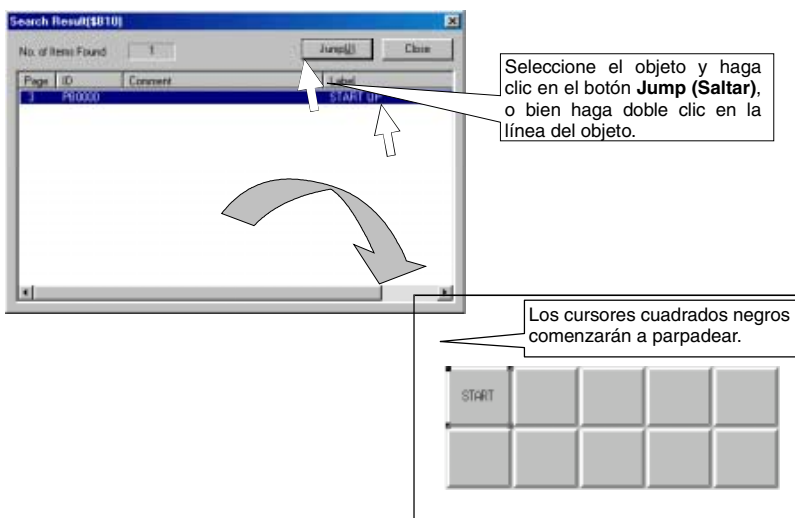 Search Result($B10)
No. of Items Found 1 Jump(J) Close
Page ID Comment Label
3 PB0000 START UP
Seleccione el objeto y haga
clic en el botón Jump (Saltar),
o bien haga doble clic en la
línea del objeto.
Los cursores cuadrados negros
comenzarán a parpadear.
START